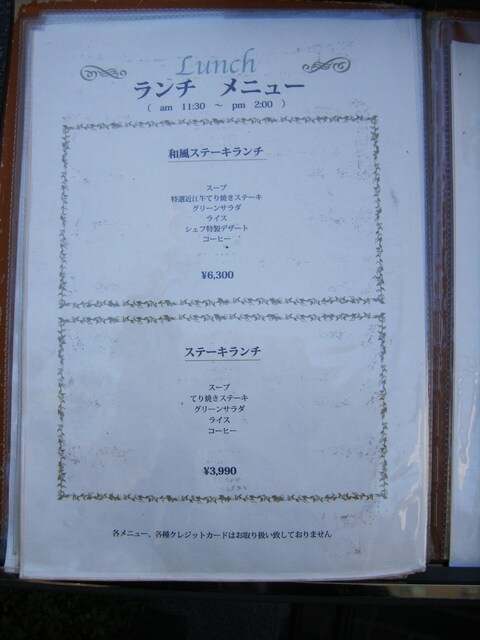 Lunch
ランチ メニュー
( am 11:30 ～ pm 2:00 )
和風ステーキランチ
スープ
特選近江牛てり焼きステーキ
グリーンサラダ
ライス
シェフ特製デザート
コーヒー
¥6,300
ステーキランチ
スープ
てり焼きステーキ
グリーンサラダ
ライス
コーヒー
¥3,990
各メニュー、各種クレジットカードはお取り扱い致しておりません